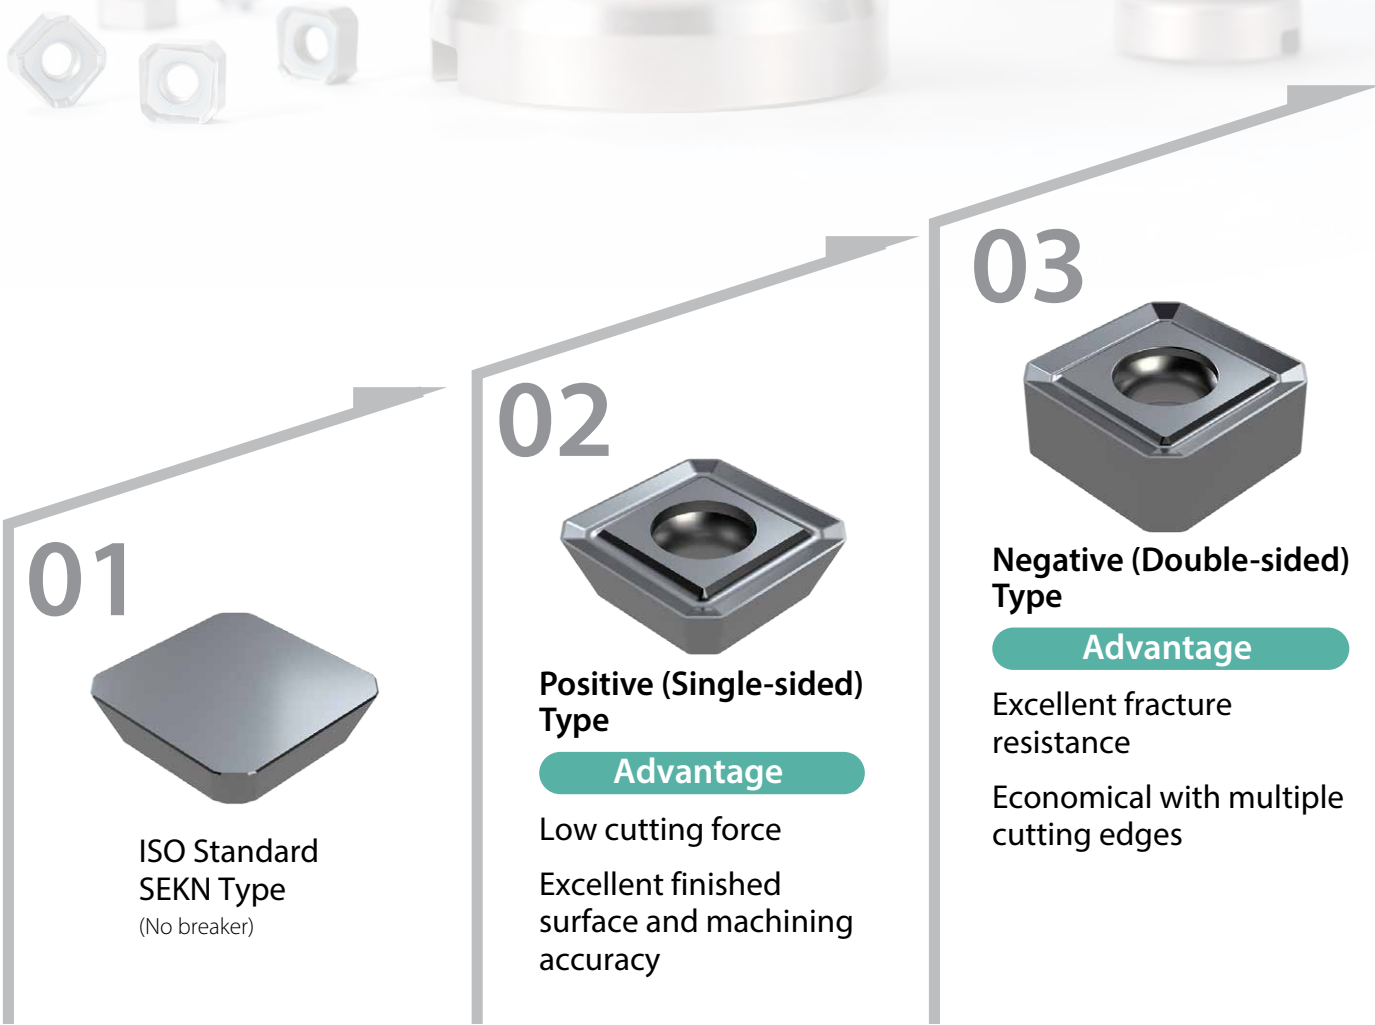 01
ISO Standard
SEKN Type
(No breaker)
02
Positive (Single-sided)
Type
Advantage
Low cutting force
Excellent finished
surface and machining
accuracy
03
Negative (Double-sided)
Type
Advantage
Excellent fracture
resistance
Economical with multiple
cutting edges